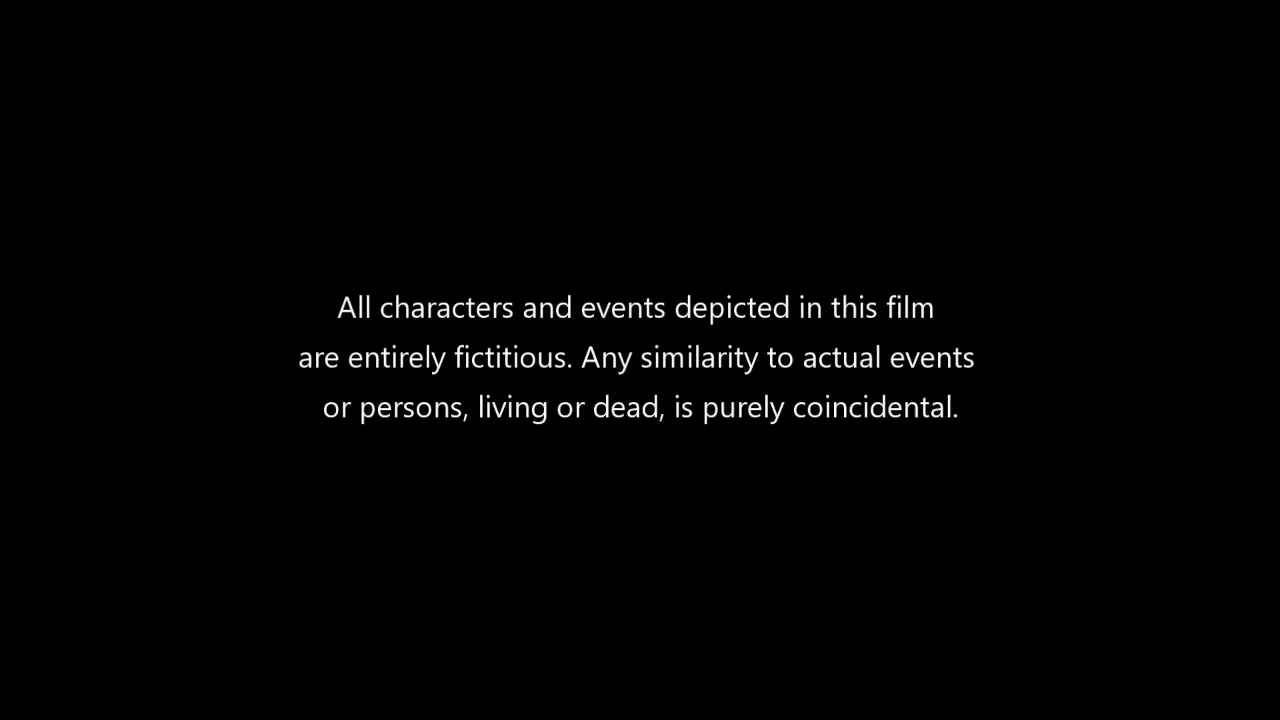 All characters and events depicted in this film
are entirely fictitious. Any similarity to actual events
or persons, living or dead, is purely coincidental.